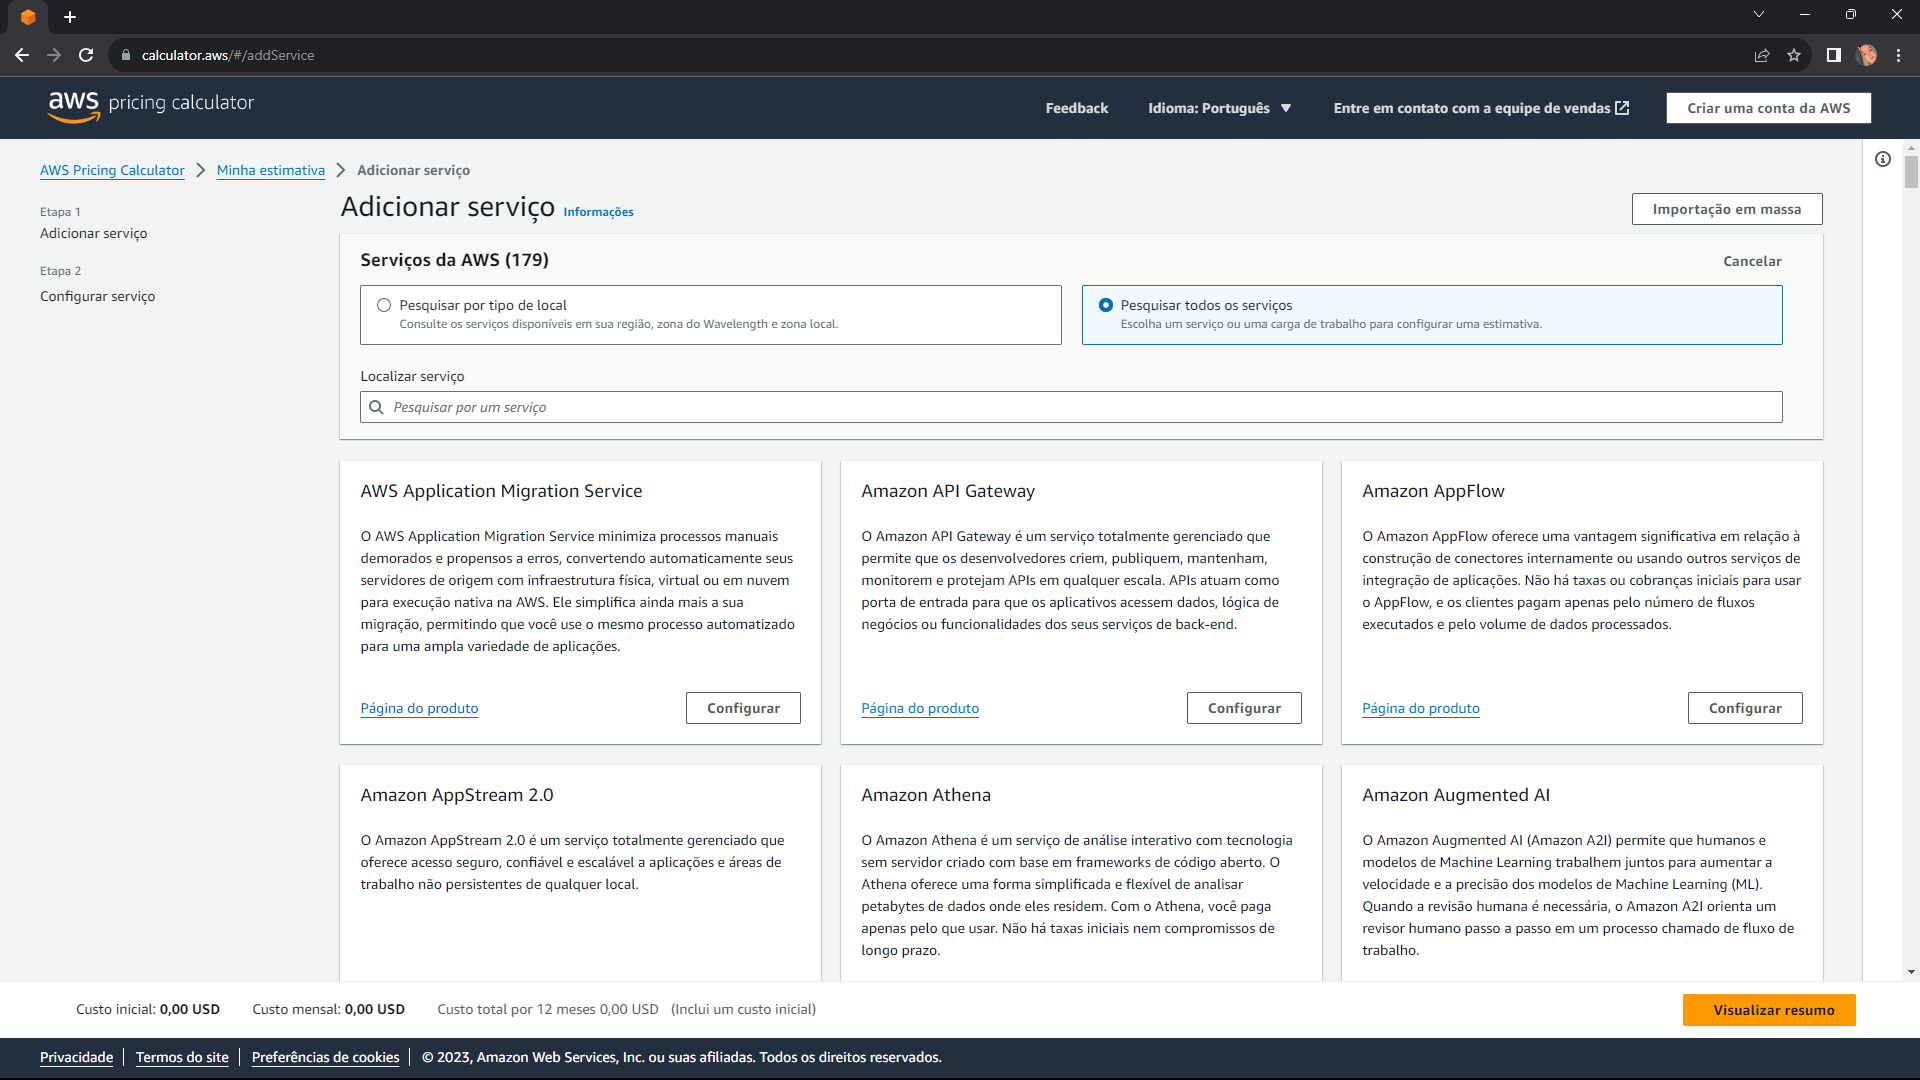 calculator.aws/#/addService
aws pricing calculator
Feedback
Idioma: Português
Entre em contato com a equipe de vendas
Criar uma conta da AWS
AWS Pricing Calculator
Minha estimativa
Adicionar serviço
Etapa 1
Adicionar serviço
Etapa 2
Configurar serviço
Adicionar serviço Informações
Importação em massa
Serviços da AWS (179)
Cancelar
Pesquisar por tipo de local
Consulte os serviços disponíveis em sua região, zona do Wavelength e zona local.
Pesquisar todos os serviços
Escolha um serviço ou uma carga de trabalho para configurar uma estimativa.
Localizar serviço
Pesquisar por um serviço
AWS Application Migration Service
O AWS Application Migration Service minimiza processos manuais
demorados e propensos a erros, convertendo automaticamente seus
servidores de origem com infraestrutura física, virtual ou em nuvem
para execução nativa na AWS. Ele simplifica ainda mais a sua
migração, permitindo que você use o mesmo processo automatizado
para uma ampla variedade de aplicações.
Página do produto
Configurar
Amazon API Gateway
O Amazon API Gateway é um serviço totalmente gerenciado que
permite que os desenvolvedores criem, publiquem, mantenham,
monitorem e protejam APIs em qualquer escala. APIs atuam como
porta de entrada para que os aplicativos acessem dados, lógica de
negócios ou funcionalidades dos seus serviços de back-end.
Página do produto
Configurar
Amazon AppFlow
O Amazon AppFlow oferece uma vantagem significativa em relação à
construção de conectores internamente ou usando outros serviços de
integração de aplicações. Não há taxas ou cobranças iniciais para usar
o AppFlow, e os clientes pagam apenas pelo número de fluxos
executados e pelo volume de dados processados.
Página do produto
Configurar
Amazon AppStream 2.0
O Amazon AppStream 2.0 é um serviço totalmente gerenciado que
oferece acesso seguro, confiável e escalável a aplicações e áreas de
trabalho não persistentes de qualquer local.
Amazon Athena
O Amazon Athena é um serviço de análise interativo com tecnologia
sem servidor criado com base em frameworks de código aberto. O
Athena oferece uma forma simplificada e flexível de analisar
petabytes de dados onde eles residem. Com o Athena, você paga
apenas pelo que usar. Não há taxas iniciais nem compromissos de
longo prazo.
Amazon Augmented AI
O Amazon Augmented AI (Amazon A2I) permite que humanos e
modelos de Machine Learning trabalhem juntos para aumentar a
velocidade e a precisão dos modelos de Machine Learning (ML).
Quando a revisão humana é necessária, o Amazon A2I orienta um
revisor humano passo a passo em um processo chamado de fluxo de
trabalho.
Custo inicial: 0,00 USD
Custo mensal: 0,00 USD
Custo total por 12 meses 0,00 USD (Inclui um custo inicial)
Visualizar resumo
Privacidade
Termos do site
Preferências de cookies
© 2023, Amazon Web Services, Inc. ou suas afiliadas. Todos os direitos reservados.